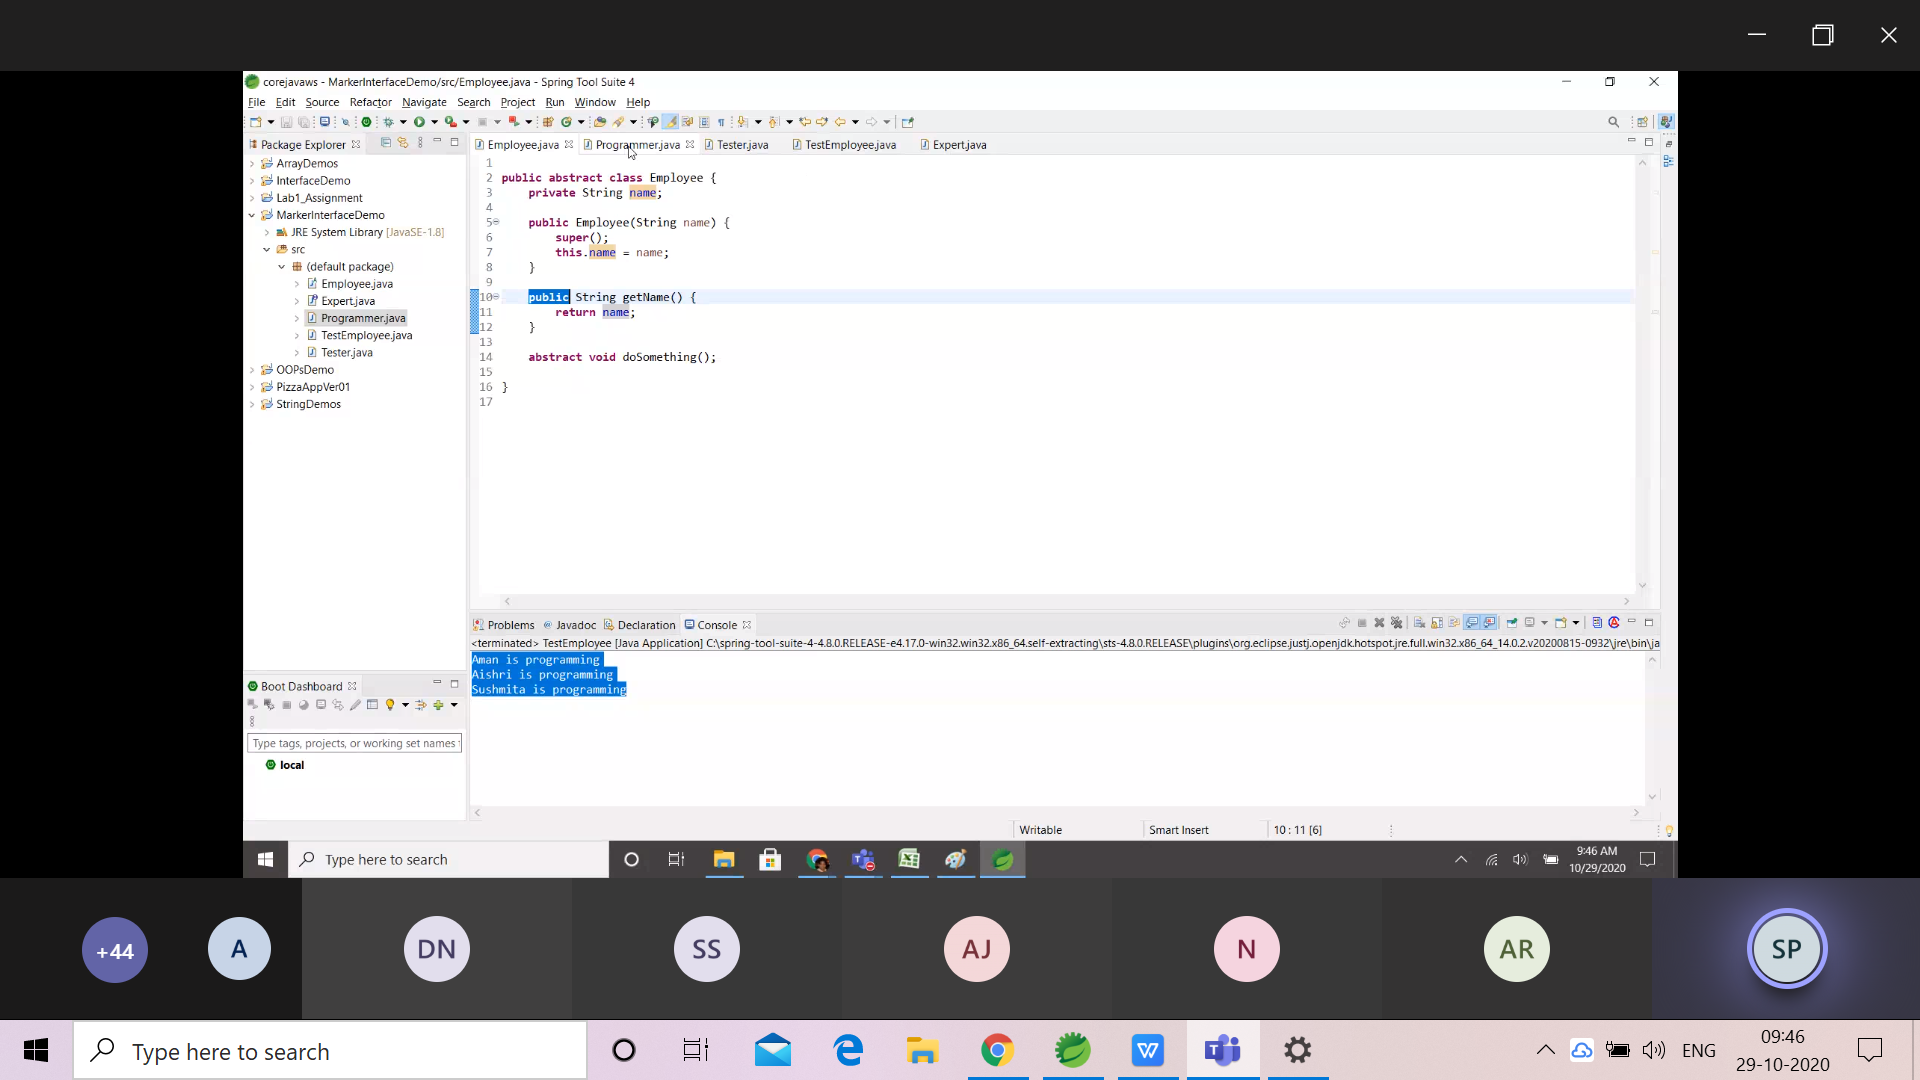 corejavaws - MarkerInterfaceDemo/src/Employee.java - Spring Tool Suite 4
File Edit Source Refactor Navigate Search Project Run Window Help
Package Explorer
ArrayDemos
InterfaceDemo
Lab1_Assignment
MarkerInterfaceDemo
JRE System Library [JavaSE-1.8]
src
(default package)
Employee.java
Expert.java
Programmer.java
TestEmployee.java
Tester.java
OOPsDemo
PizzaAppVer01
StringDemos
Employee.java Programmer.java Tester.java TestEmployee.java Expert.java
1
2 public abstract class Employee {
3 private String name;
4
5 public Employee(String name) {
6 super();
7 this.name = name;
8 }
9
10 public String getName() {
11 return name;
12 }
13
14 abstract void doSomething();
15
16 }
17
Boot Dashboard
Type tags, projects, or working set names
local
Problems @ Javadoc Declaration Console
<terminated> TestEmployee [Java Application] C:\spring-tool-suite-4-4.8.0.RELEASE-e4.17.0-win32.win32.x86_64.self-extracting\sts-4.8.0.RELEASE\plugins\org.eclipse.justj.openjdk.hotspot.jre.full.win32.x86_64_14.0.2.v20200815-0932\jre\bin\ja
Aman is programming
Aishri is programming
Sushmita is programming
Writable Smart Insert 10 : 11 [6]
Type here to search
9:46 AM
10/29/2020
+44 A DN SS AJ N AR SP
Type here to search
ENG
09:46
29-10-2020